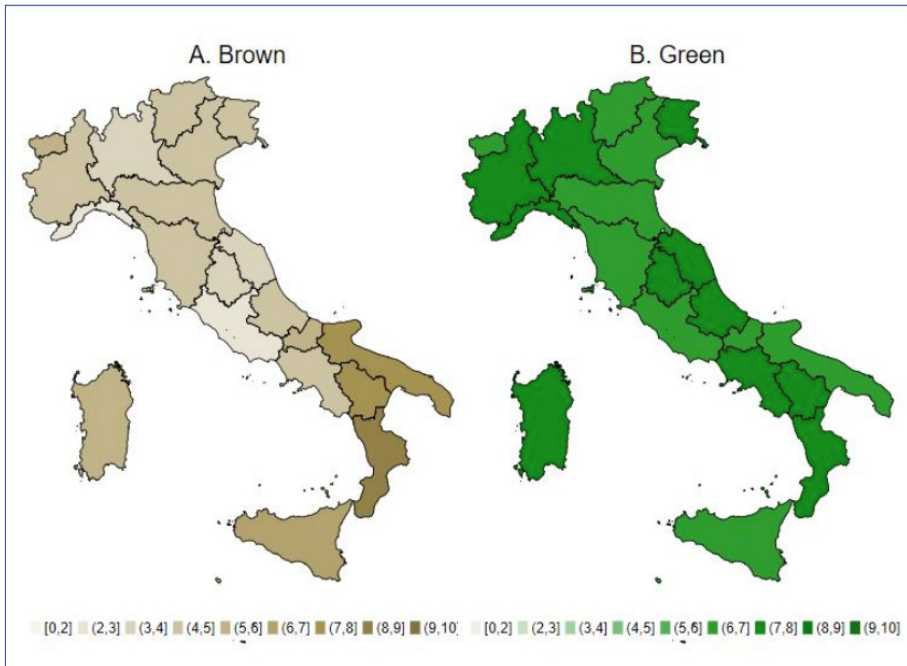 A. Brown
B. Green
[0,2] (2,3] (3,4] (4,5] (5,6] (6,7] (7,8] (8,9] (9,10]
[0,2] (2,3] (3,4] (4,5] (5,6] (6,7] (7,8] (8,9] (9,10]